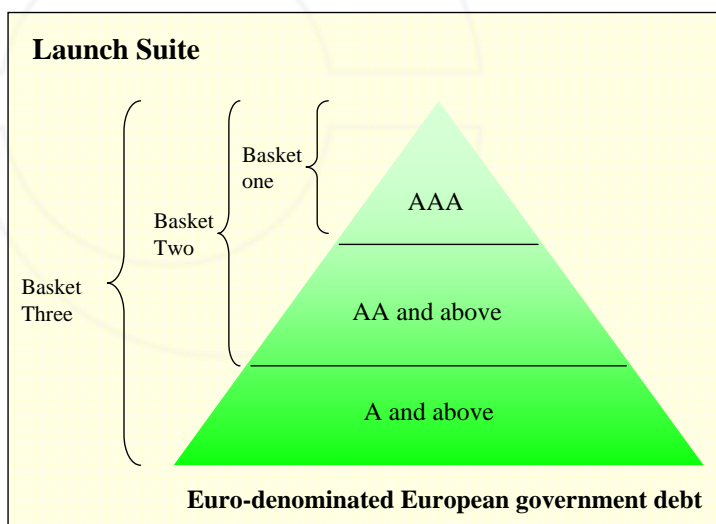 Launch Suite
Basket
one
AAA
Basket
Two
Basket
Three
AA and above
A and above
Euro-denominated European government debt